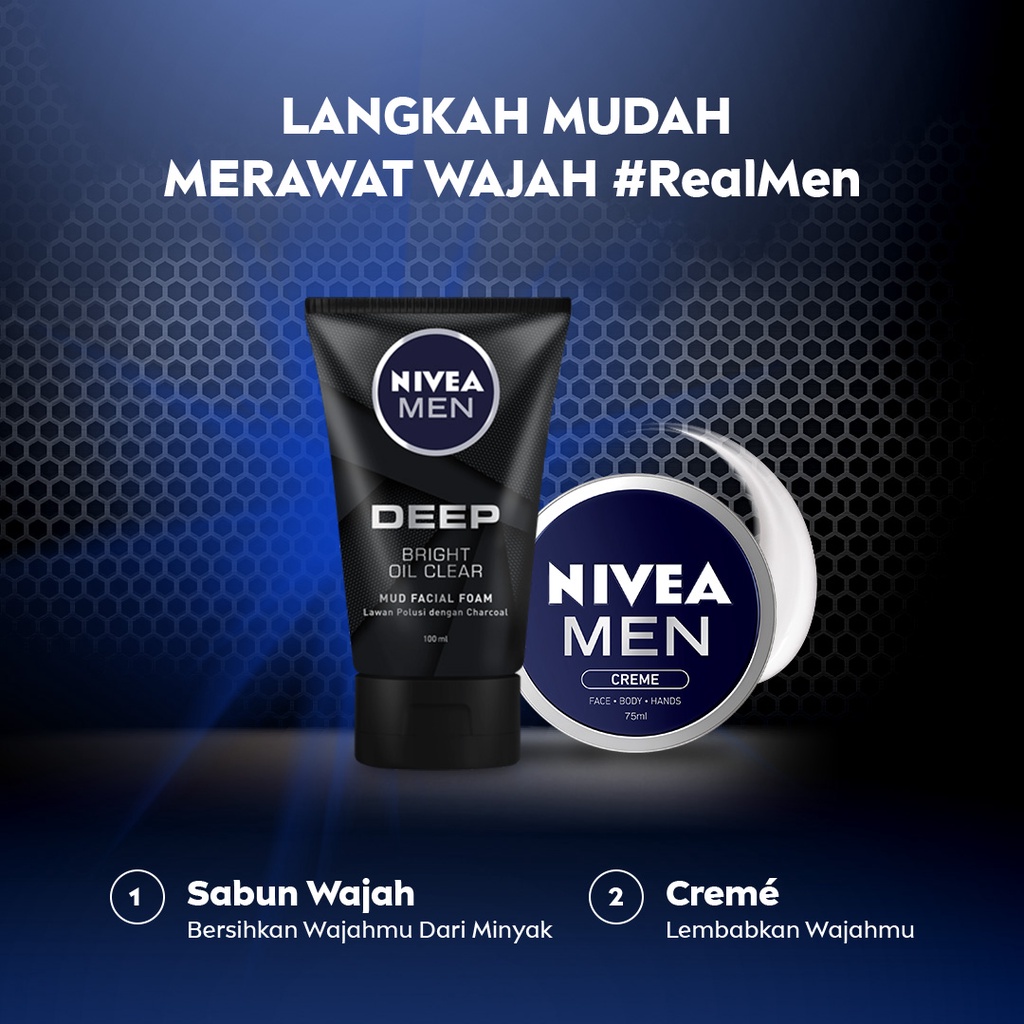 LANGKAH MUDAH
MERAWAT WAJAH #RealMen
NIVEA
MEN
DEEP
BRIGHT
OIL CLEAR
MUD FACIAL FOAM
Lawan Polusi dengan Charcoal
100 ml
NIVEA
MEN
CREME
FACE • BODY • HANDS
75ml
1 Sabun Wajah
Bersihkan Wajahmu Dari Minyak
2 Cremé
Lembabkan Wajahmu